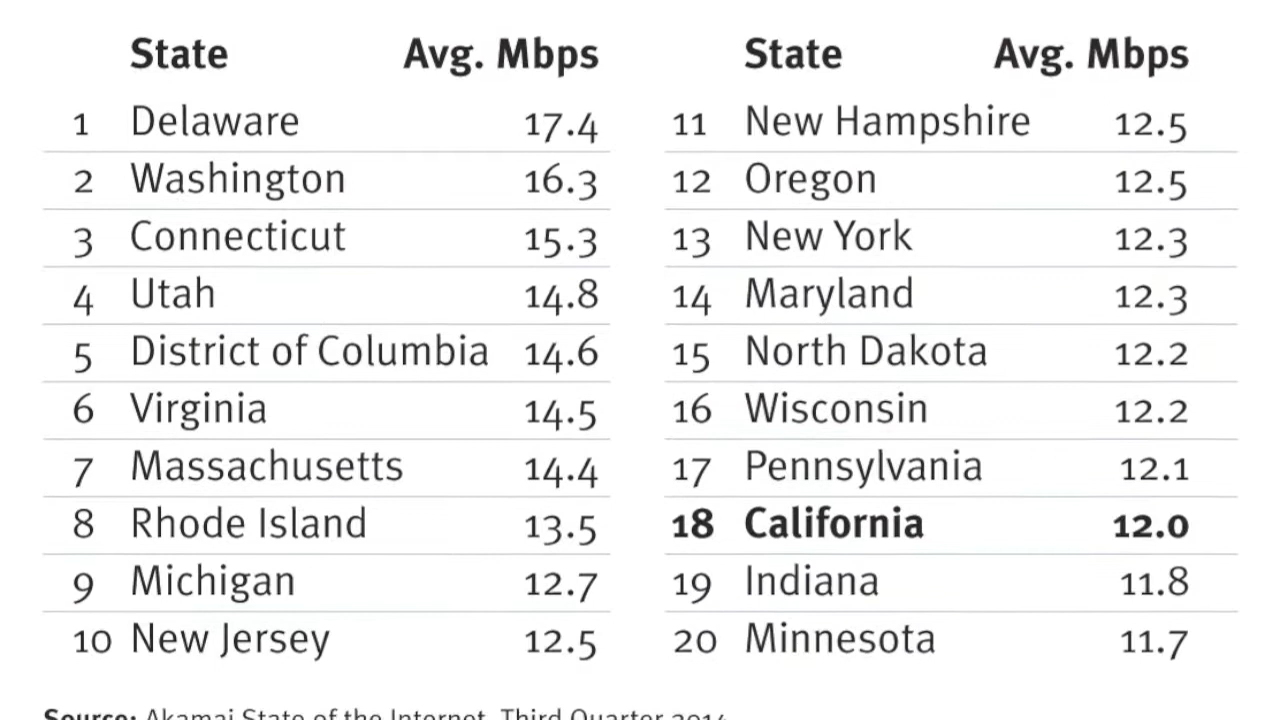 State Avg. Mbps
1 Delaware 17.4
2 Washington 16.3
3 Connecticut 15.3
4 Utah 14.8
5 District of Columbia 14.6
6 Virginia 14.5
7 Massachusetts 14.4
8 Rhode Island 13.5
9 Michigan 12.7
10 New Jersey 12.5
State Avg. Mbps
11 New Hampshire 12.5
12 Oregon 12.5
13 New York 12.3
14 Maryland 12.3
15 North Dakota 12.2
16 Wisconsin 12.2
17 Pennsylvania 12.1
18 California 12.0
19 Indiana 11.8
20 Minnesota 11.7
Source: Akamai State of the Internet, Third Quarter 2014